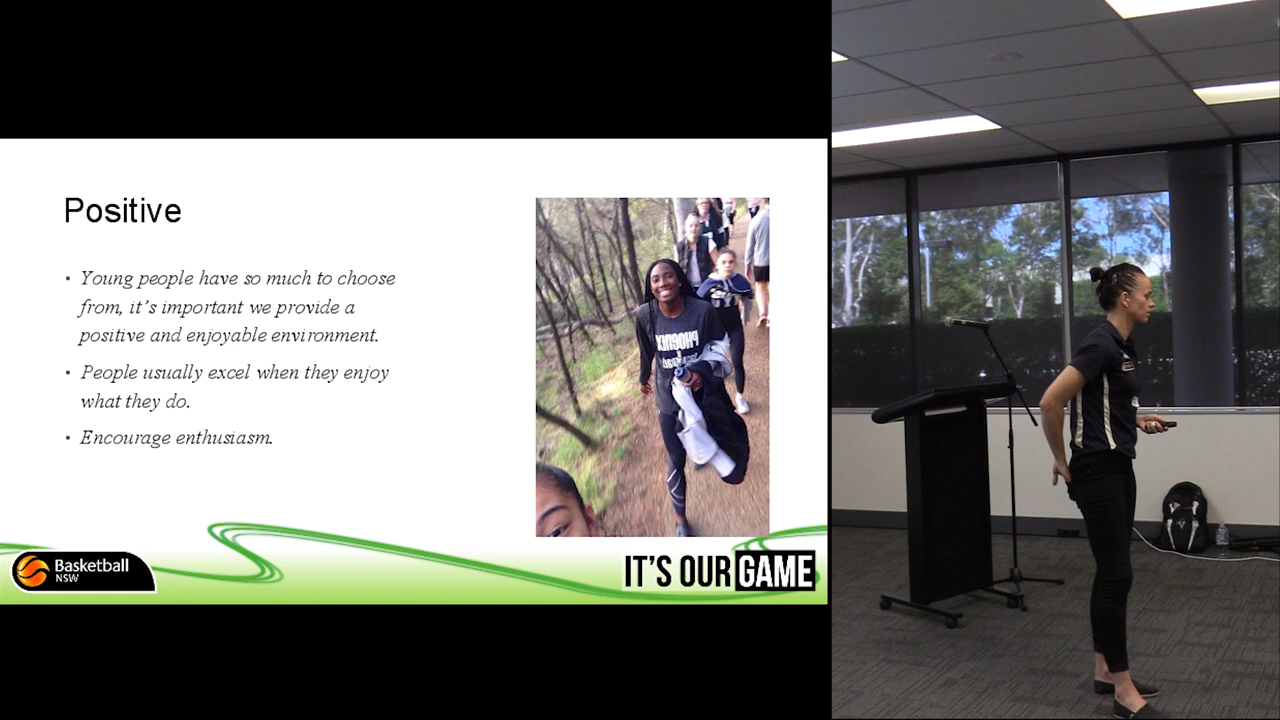 Positive
• Young people have so much to choose
from, it's important we provide a
positive and enjoyable environment.
• People usually excel when they enjoy
what they do.
• Encourage enthusiasm.
PHOENIX
Basketball
NSW
IT'S OUR GAME